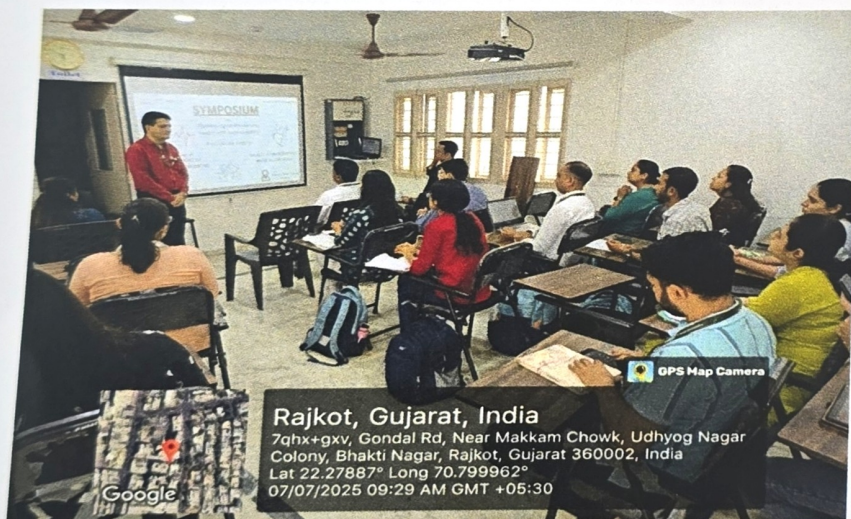 SYMPOSIUM
GPS Map Camera
Rajkot, Gujarat, India
7qhx+gxv, Gondal Rd, Near Makkam Chowk, Udhyog Nagar
Colony, Bhakti Nagar, Rajkot, Gujarat 360002, India
Lat 22.27887° Long 70.799962°
07/07/2025 09:29 AM GMT +05:30
Google